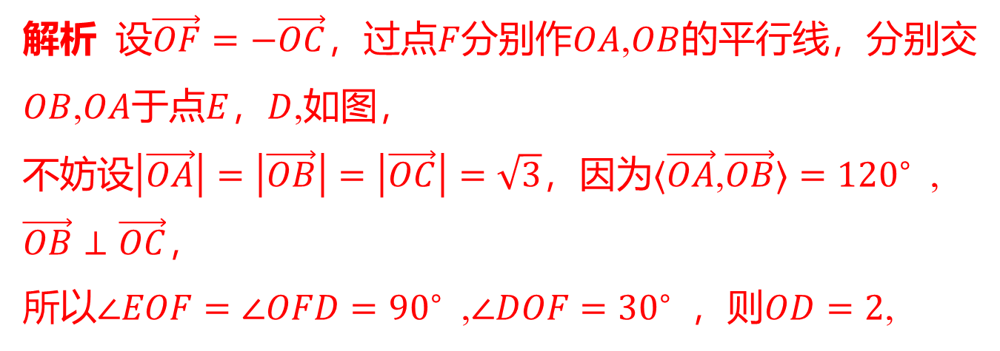 解析 设$\overrightarrow{OF}=-\overrightarrow{OC}$，过点$F$分别作$OA$,$OB$的平行线，分别交
$OB$,$OA$于点$E$，$D$,如图，
不妨设$|\overrightarrow{OA}|=|\overrightarrow{OB}|=|\overrightarrow{OC}|=\sqrt{3}$，因为$\langle\overrightarrow{OA},\overrightarrow{OB}\rangle=120°$，
$\overrightarrow{OB}\perp\overrightarrow{OC}$，
所以$\angle EOF=\angle OFD=90°$,$\angle DOF=30°$，则$OD=2$,